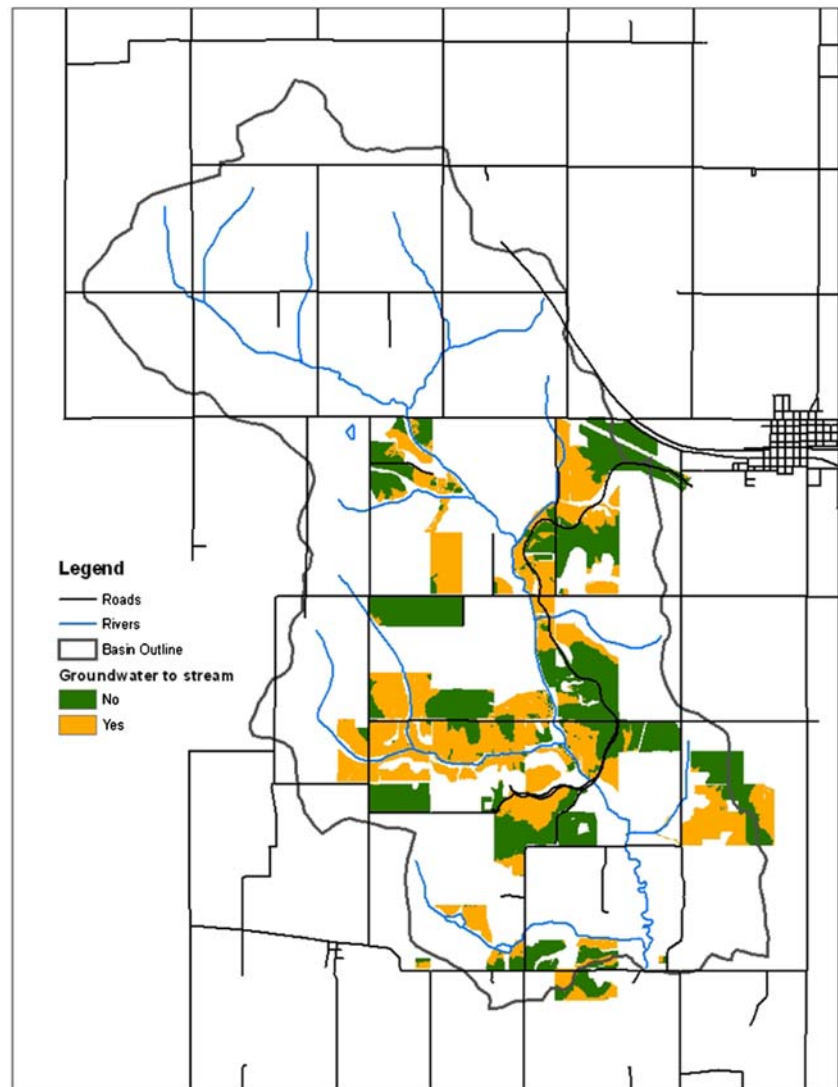 Legend
Roads
Rivers
Basin Outline
Groundwater to stream
No
Yes